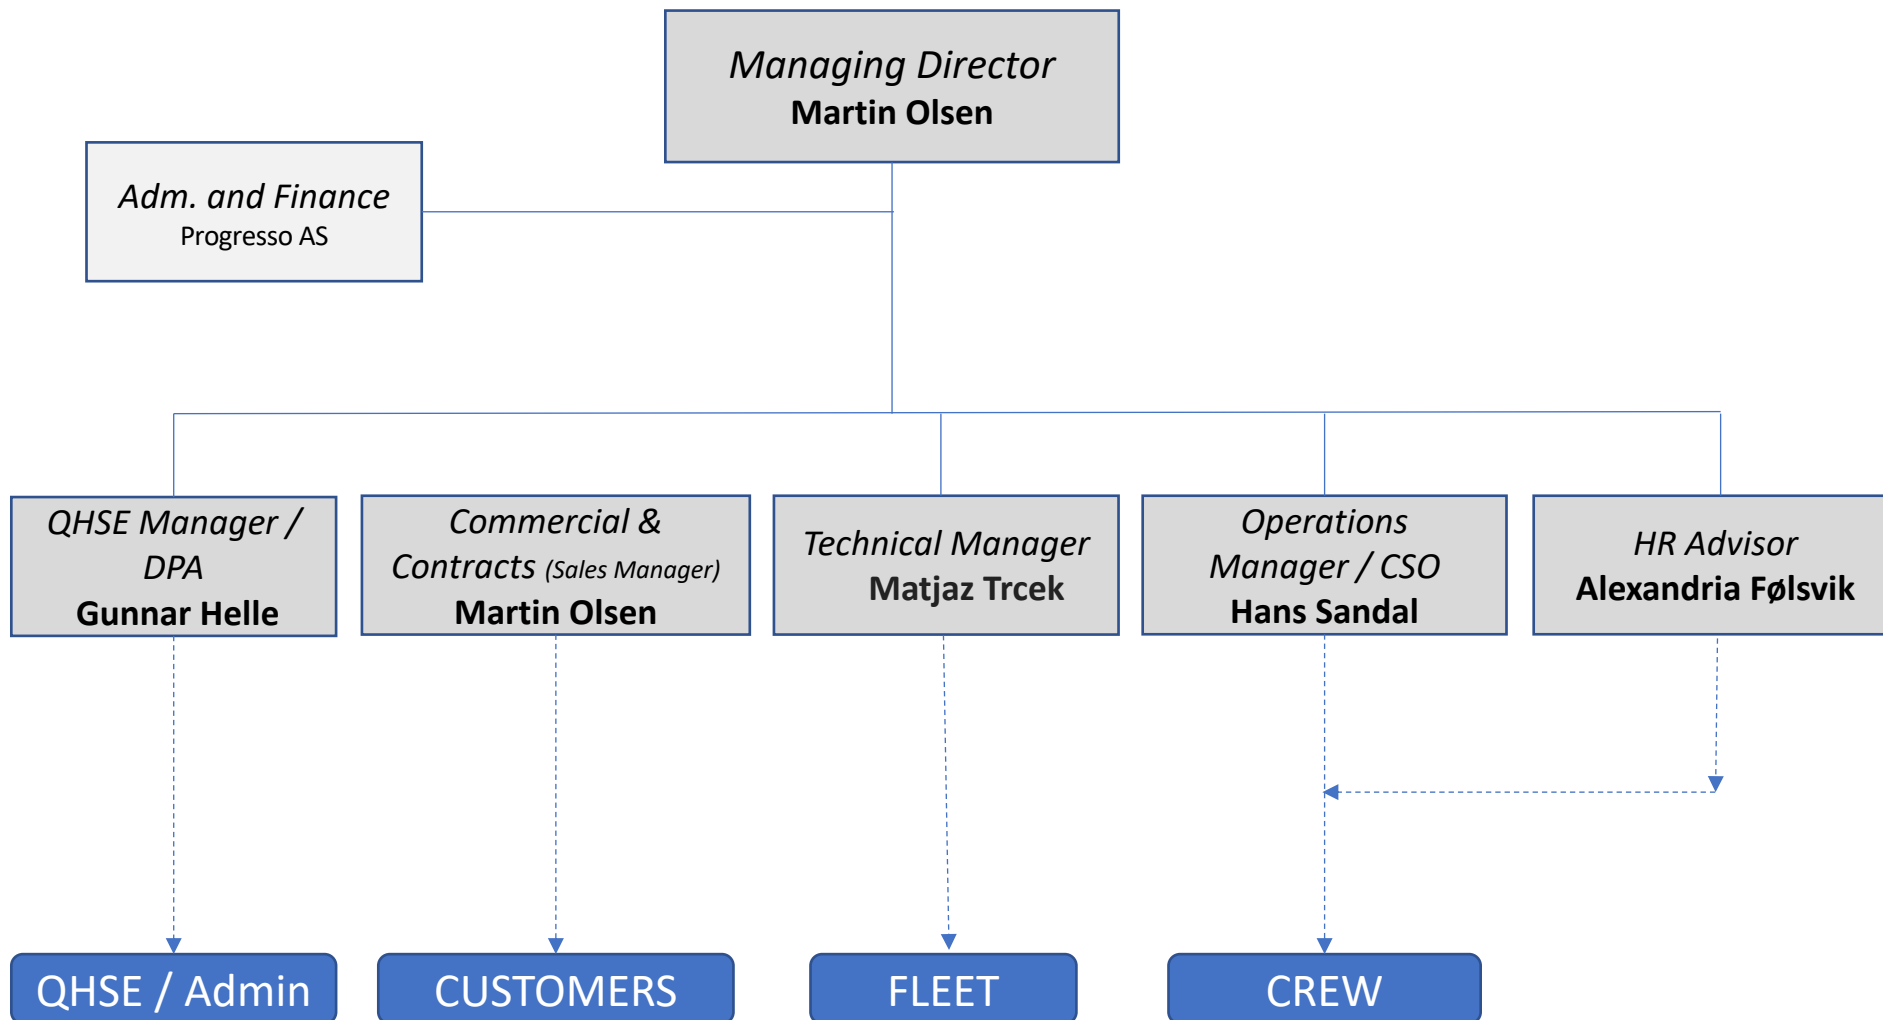 Managing Director
Martin Olsen
Adm. and Finance
Progresso AS
QHSE Manager /
DPA
Gunnar Helle
Commercial &
Contracts (Sales Manager)
Martin Olsen
Technical Manager
Matjaz Trcek
Operations
Manager / CSO
Hans Sandal
HR Advisor
Alexandria Følsvik
QHSE / Admin
CUSTOMERS
FLEET
CREW